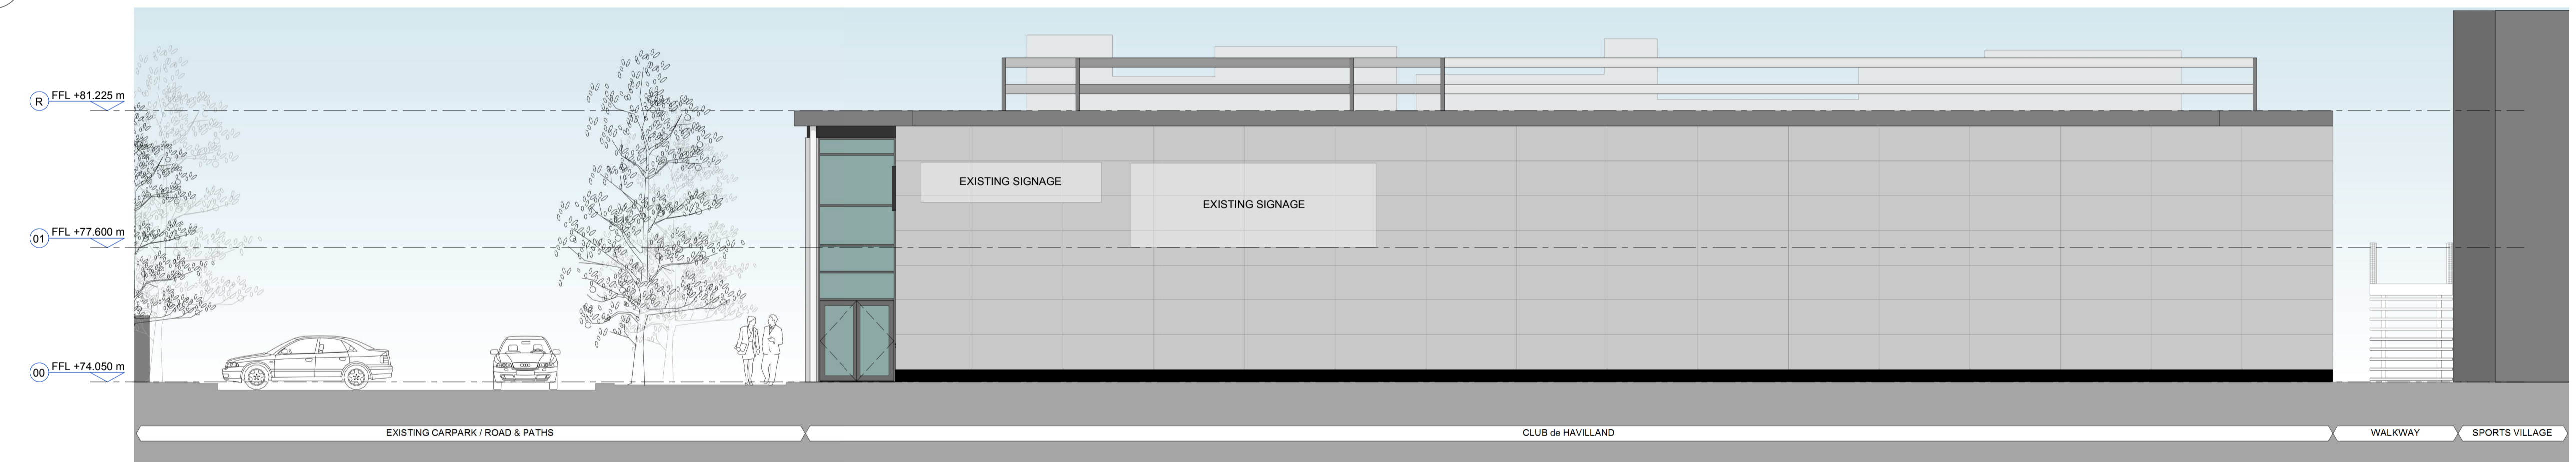 R FFL +81.225 m
EXISTING SIGNAGE
EXISTING SIGNAGE
01 FFL +77.600 m
00 FFL +74.050 m
EXISTING CARPARK / ROAD & PATHS
CLUB de HAVILLAND
WALKWAY
SPORTS VILLAGE